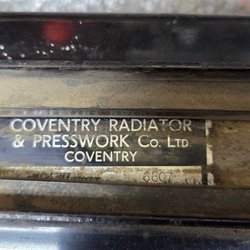 COVENTRY RADIATOR
& PRESSWORK Co. LTD
COVENTRY
6807